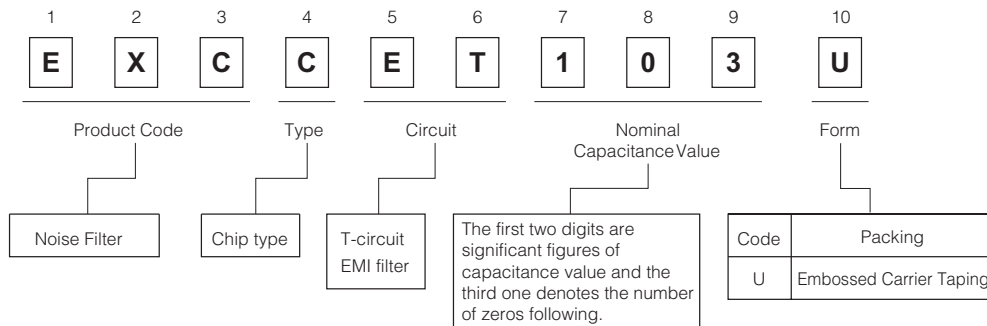 1 2 3 4 5 6 7 8 9 10
E X C C E T 1 0 3 U
Product Code Type Circuit Nominal Capacitance Value Form
Noise Filter
Chip type
T-circuit
EMI filter
The first two digits are
significant figures of
capacitance value and the
third one denotes the number
of zeros following.
Code Packing
U Embossed Carrier Taping